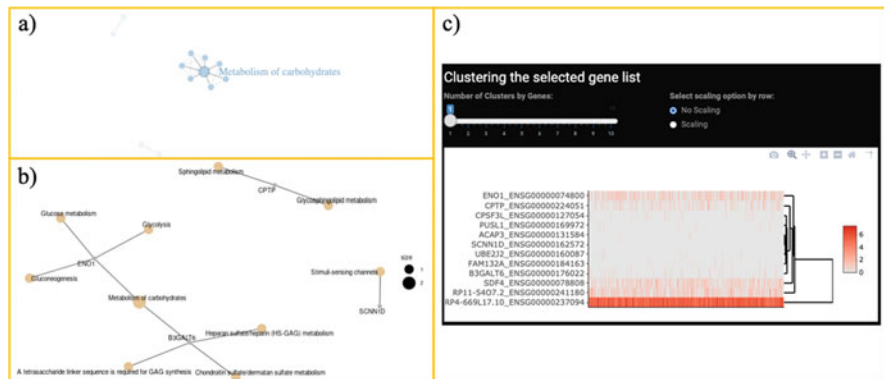 a)
Metabolism of carbohydrates
b)
Sphingolipid metabolism
CPTP
Glycosphingolipid metabolism
Glucose metabolism
Glycolysis
ENO1
Gluconeogenesis
Metabolism of carbohydrates
Stimuli-sensing channels
SCNN1D
size
1
2
Heparan sulfate/heparin (HS-GAG) metabolism
B3GALT6
A tetrasaccharide linker sequence is required for GAG synthesis
Chondroitin sulfate/dermatan sulfate metabolism
c)
Clustering the selected gene list
Number of Clusters by Genes:
Select scaling option by row:
1
No Scaling
Scaling
1 2 3 4 5 6 7 8 9 10
ENO1_ENSG00000074800
CPTP_ENSG00000224051
CPSF3L_ENSG00000127054
PUSL1_ENSG00000169972
ACAP3_ENSG00000131584
SCNN1D_ENSG00000162572
UBE2J2_ENSG00000160087
FAM132A_ENSG00000184163
B3GALT6_ENSG00000176022
SDF4_ENSG00000078808
RP11-54O7.2_ENSG00000241180
RP4-669L17.10_ENSG00000237094
6
4
2
0